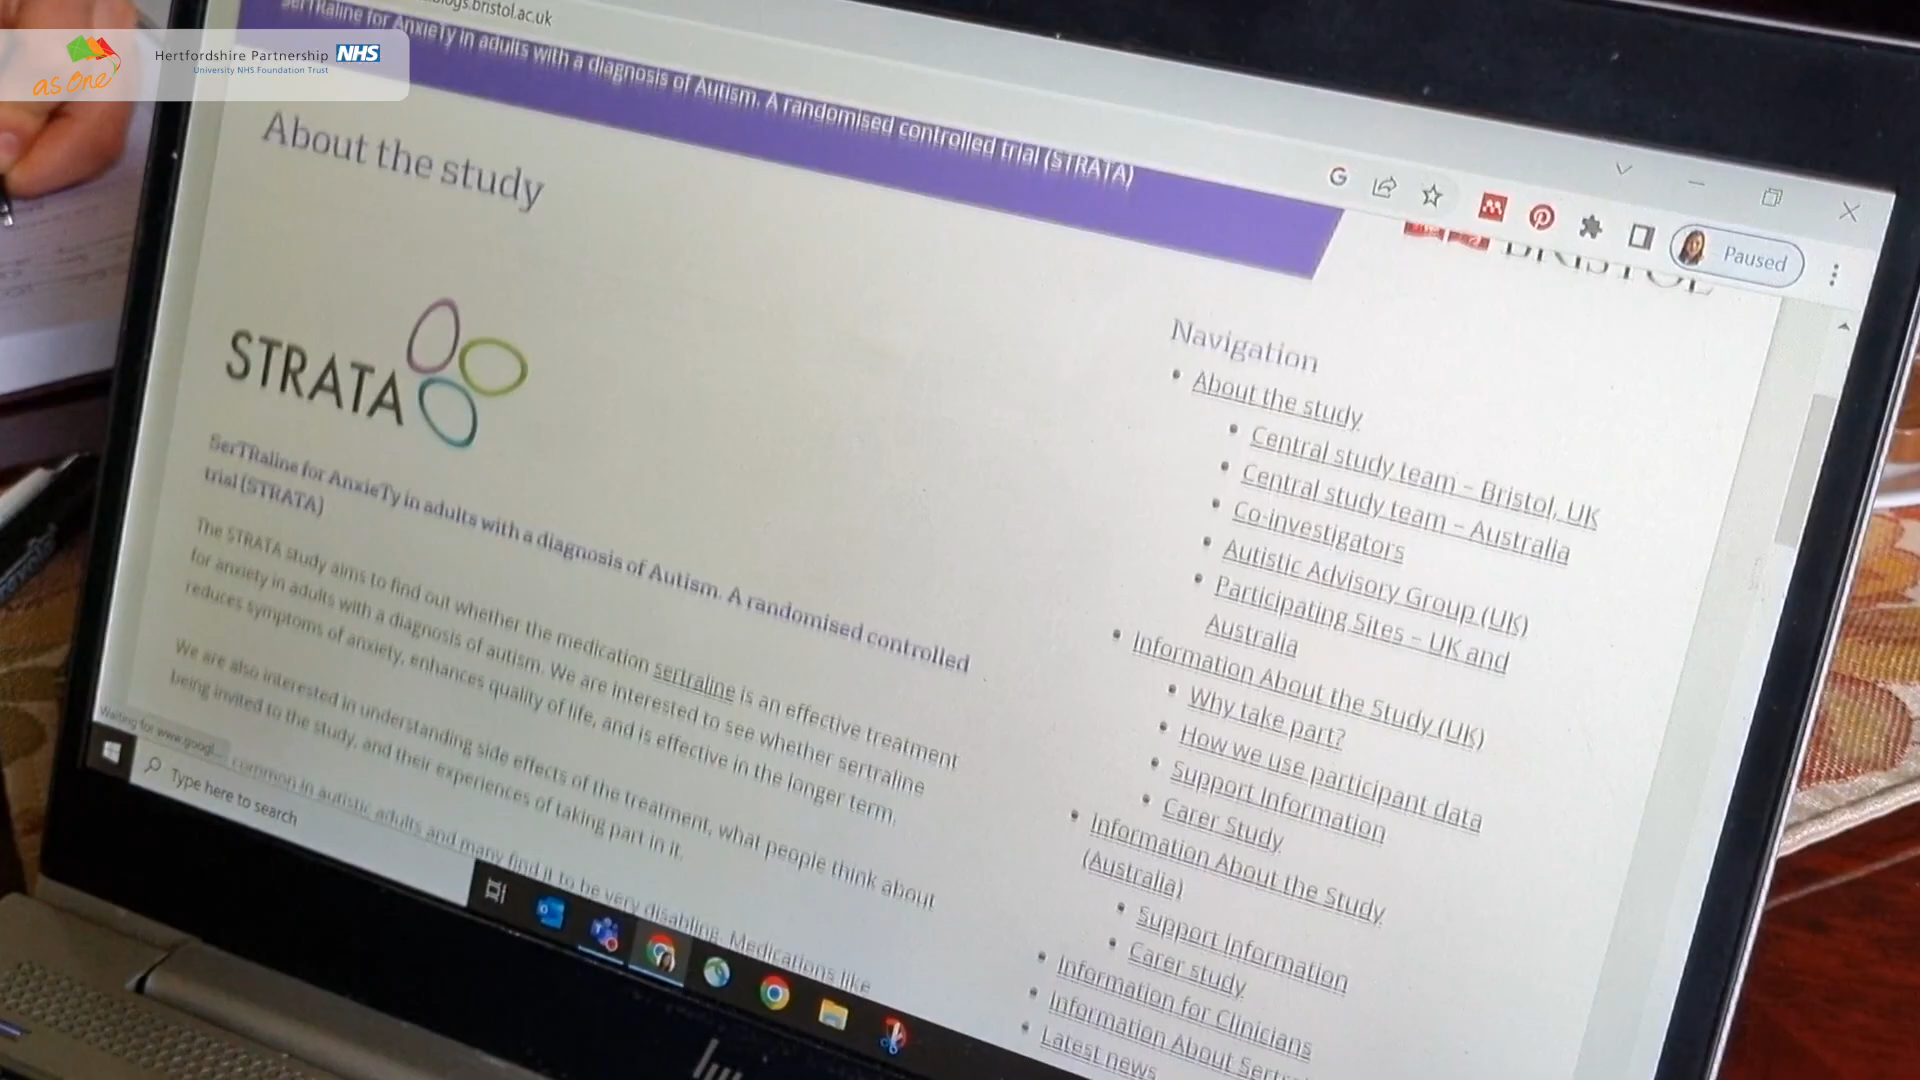 blogs.bristol.ac.uk
as one
Hertfordshire Partnership NHS
University NHS Foundation Trust
SerTRaline for AnxieTy in adults with a diagnosis of Autism. A randomised controlled trial (STRATA)
BRISTOL
Paused
About the study
STRATA
SerTRaline for AnxieTy in adults with a diagnosis of Autism. A randomised controlled
trial (STRATA)
The STRATA study aims to find out whether the medication sertraline is an effective treatment
for anxiety in adults with a diagnosis of autism. We are interested to see whether sertraline
reduces symptoms of anxiety, enhances quality of life, and is effective in the longer term.
We are also interested in understanding side effects of the treatment, what people think about
being invited to the study, and their experiences of taking part in it.
common in autistic adults and many find it to be very disabling. Medications like
Navigation
About the study
Central study team – Bristol, UK
Central study team – Australia
Co-investigators
Autistic Advisory Group (UK)
Participating Sites – UK and
Australia
Information About the Study (UK)
Why take part?
How we use participant data
Support Information
Carer Study
Information About the Study
(Australia)
Support Information
Carer study
Information for Clinicians
Information About
Latest news
Waiting for www.googl...
Type here to search
hp